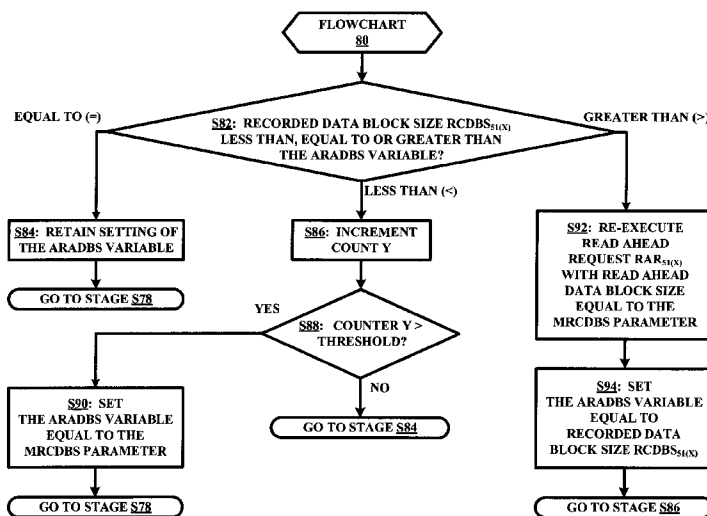 FLOWCHART
80
EQUAL TO (=)
GREATER THAN (>)
S82: RECORDED DATA BLOCK SIZE RCDBS51(X)
LESS THAN, EQUAL TO OR GREATER THAN
THE ARADBS VARIABLE?
LESS THAN (<)
S84: RETAIN SETTING OF
THE ARADBS VARIABLE
GO TO STAGE S78
S86: INCREMENT
COUNT Y
YES
S88: COUNTER Y >
THRESHOLD?
NO
GO TO STAGE S84
S90: SET
THE ARADBS VARIABLE
EQUAL TO THE
MRCDBS PARAMETER
GO TO STAGE S78
S92: RE-EXECUTE
READ AHEAD
REQUEST RAR51(X)
WITH READ AHEAD
DATA BLOCK SIZE
EQUAL TO THE
MRCDBS PARAMETER
S94: SET
THE ARADBS VARIABLE
EQUAL TO
RECORDED DATA
BLOCK SIZE RCDBS51(X)
GO TO STAGE S86